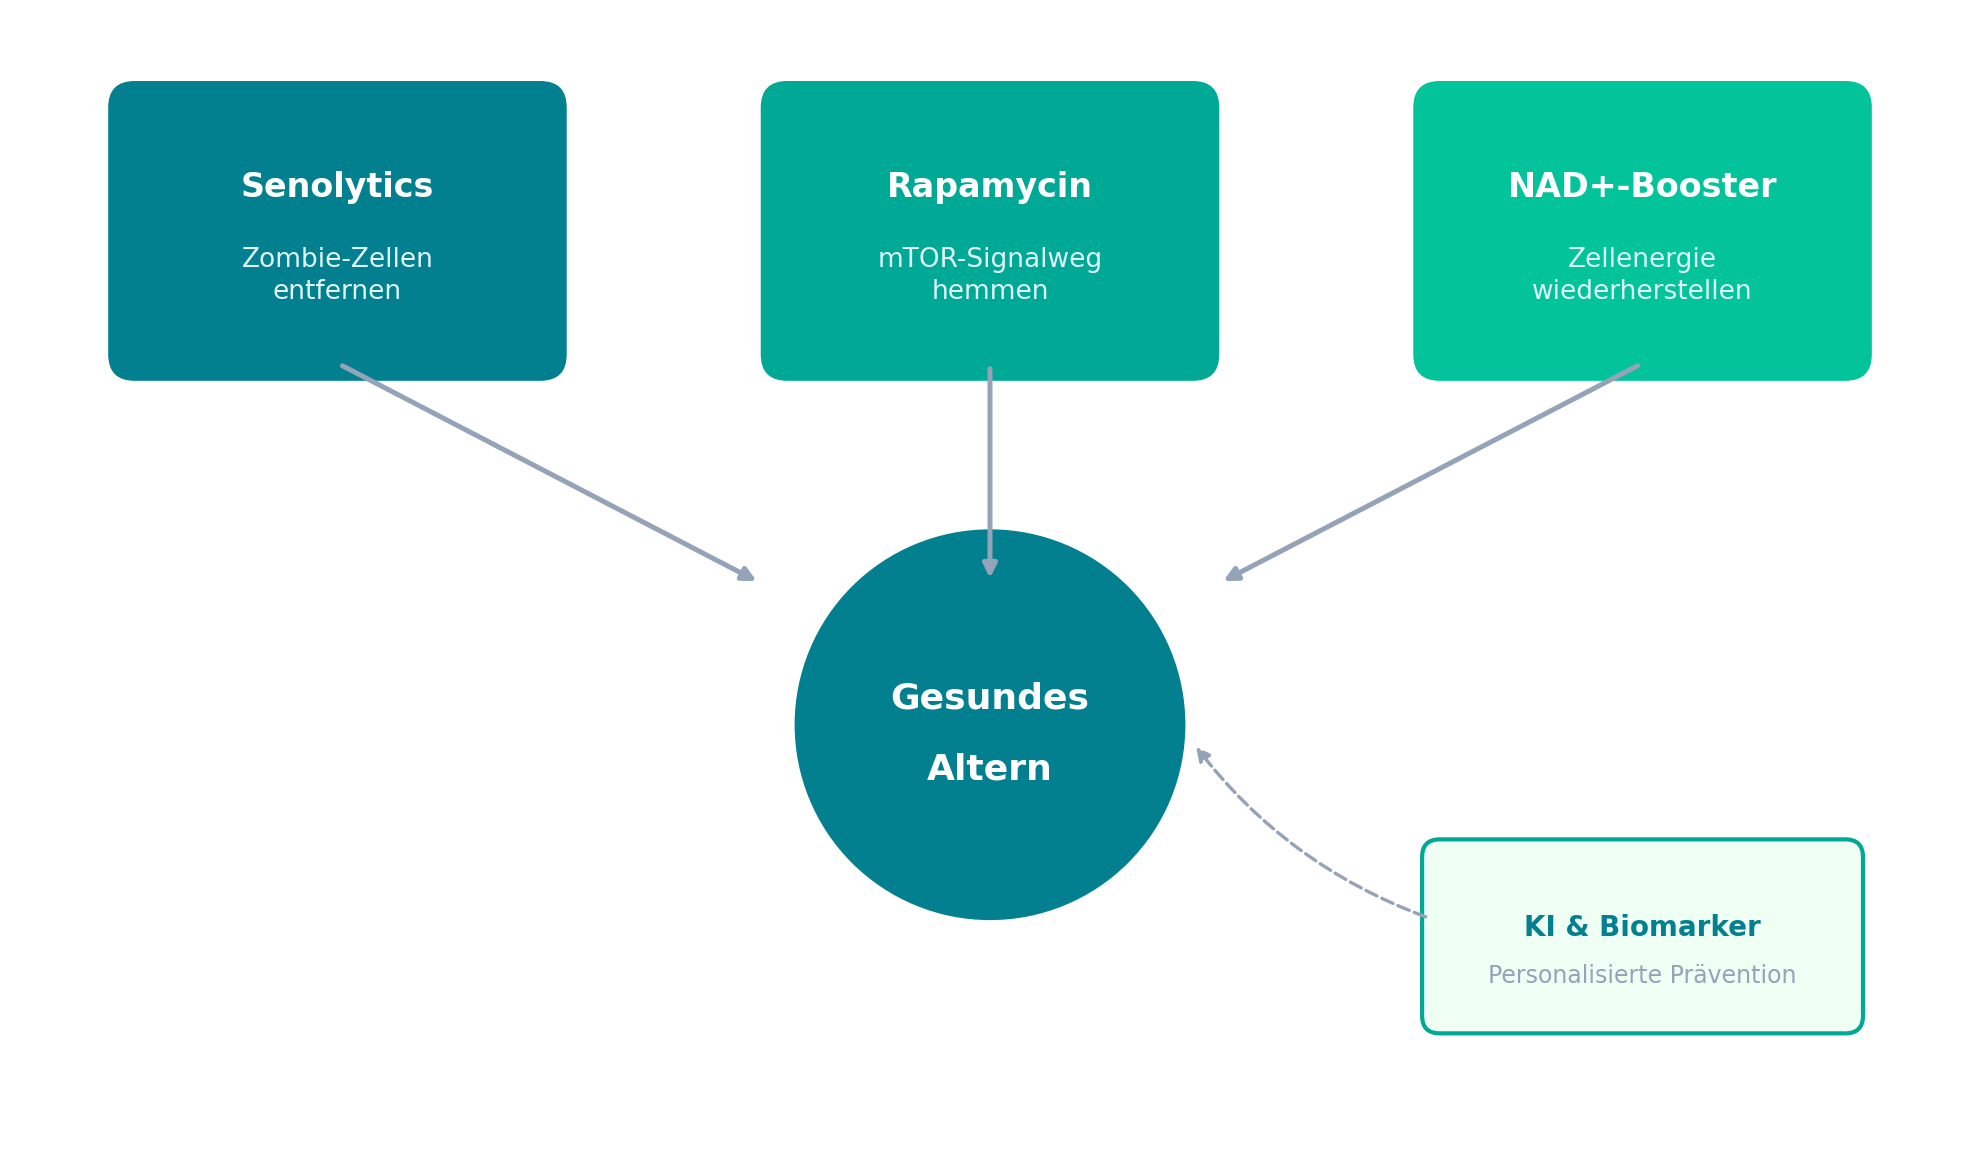 Senolytics
Zombie-Zellen
entfernen
Rapamycin
mTOR-Signalweg
hemmen
NAD+-Booster
Zellenergie
wiederherstellen
Gesundes
Altern
KI & Biomarker
Personalisierte Prävention